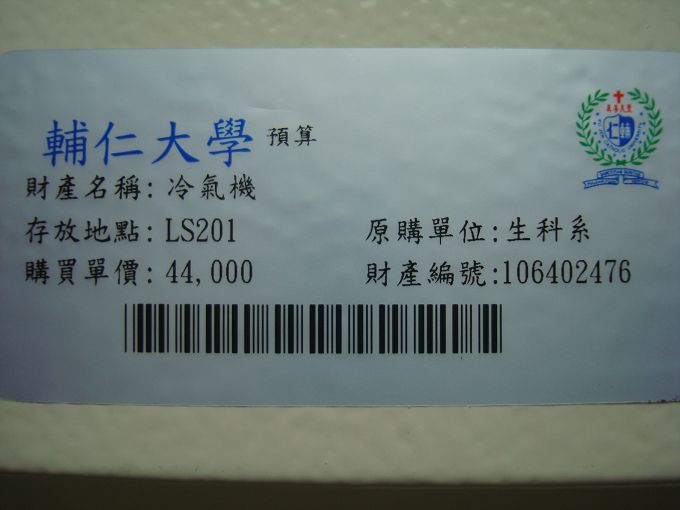 輔仁大學 預算
財產名稱: 冷氣機
存放地點: LS201 原購單位:生科系
購買單價: 44,000 財產編號:106402476